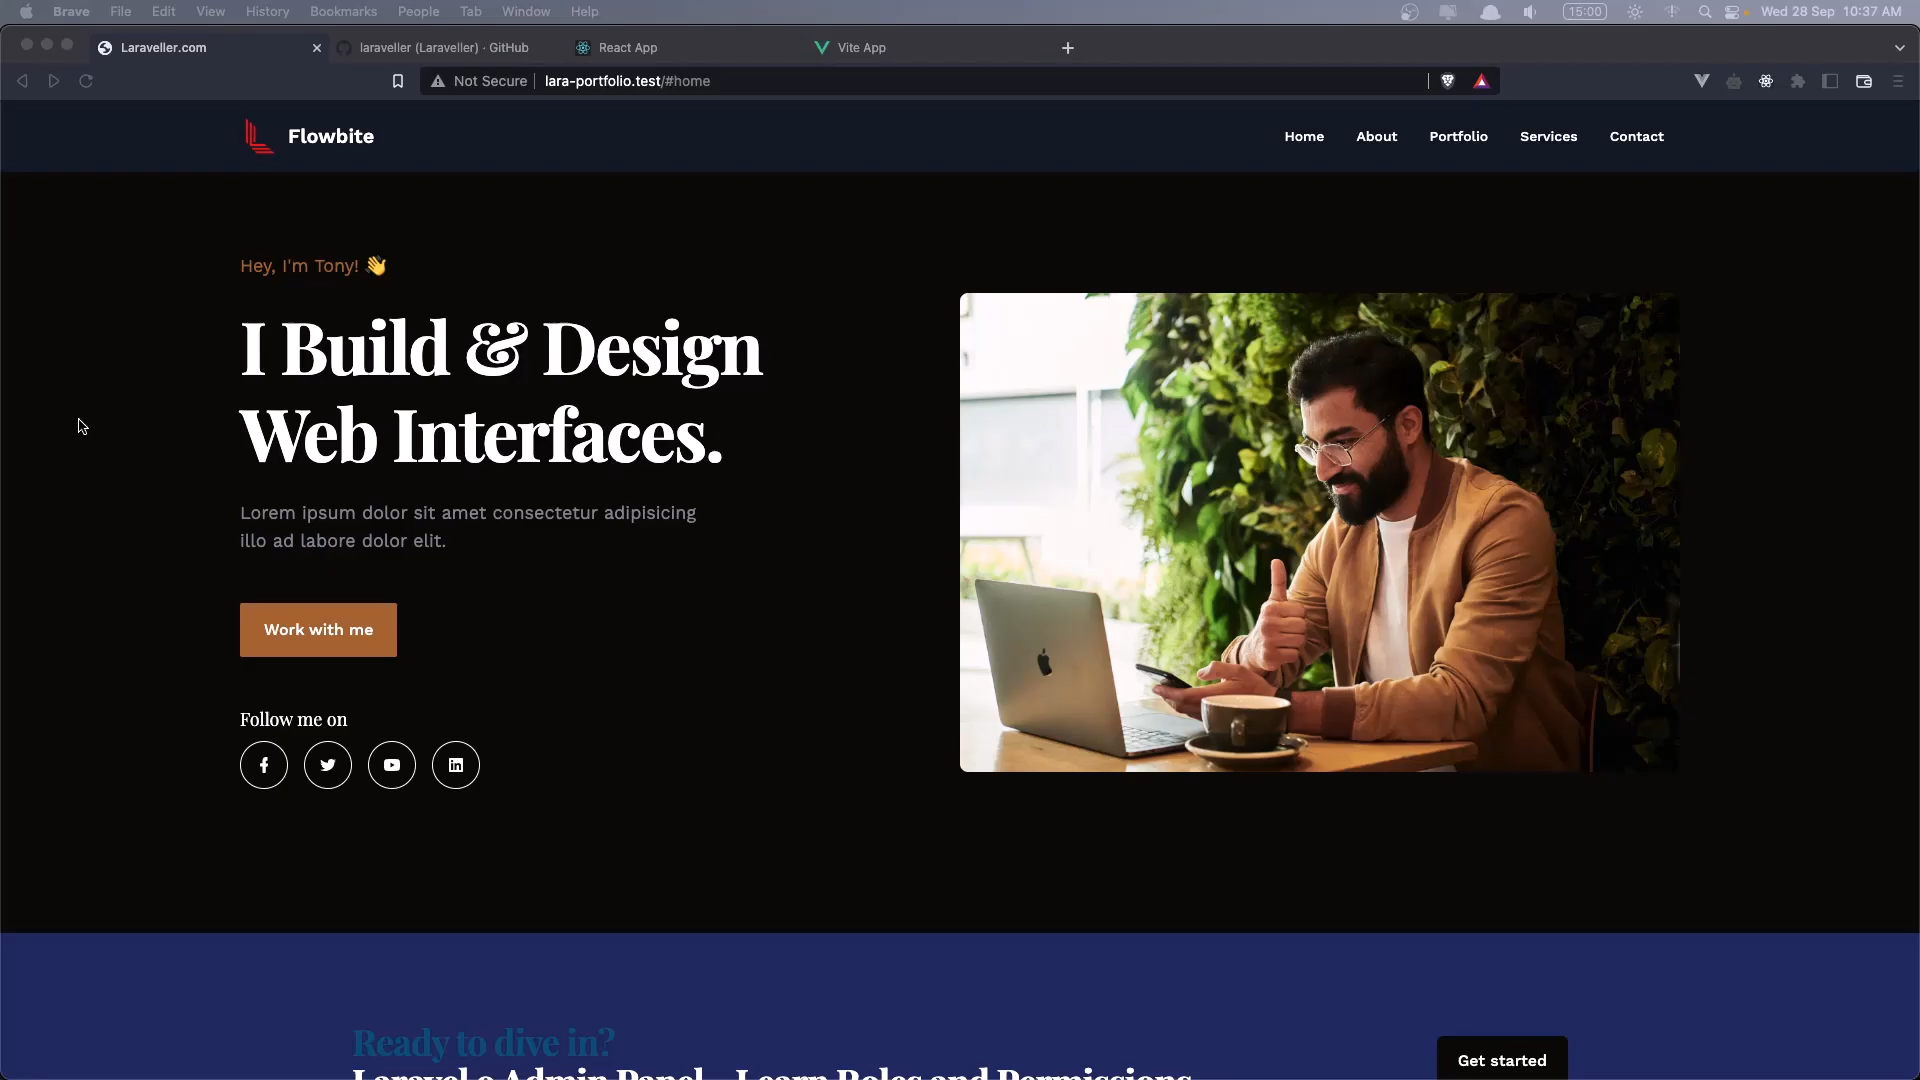 Brave File Edit View History Bookmarks People Tab Window Help 15:00 Wed 28 Sep 10:37 AM
Laraveller.com laraveller (Laraveller) · GitHub React App Vite App
Not Secure lara-portfolio.test/#home
Flowbite Home About Portfolio Services Contact
Hey, I'm Tony! 👋
I Build & Design
Web Interfaces.
Lorem ipsum dolor sit amet consectetur adipisicing
illo ad labore dolor elit.
Work with me
Follow me on
Ready to dive in?
Get started
Laravel 9 Admin Panel - Learn Roles and Permissions